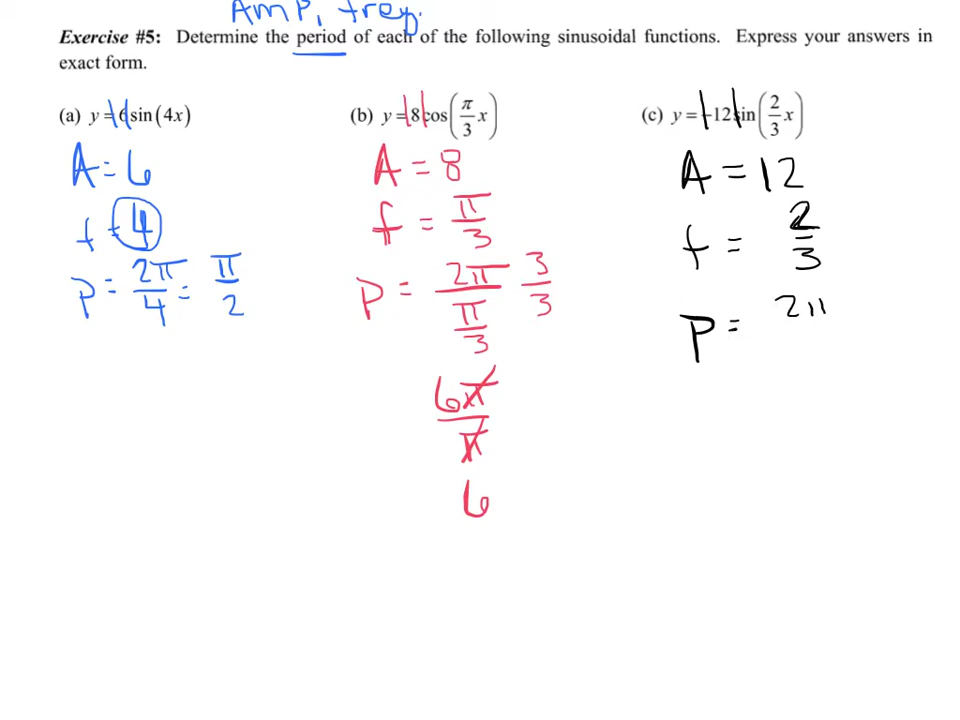 Amp, freq.
Exercise #5: Determine the period of each of the following sinusoidal functions. Express your answers in
exact form.
(a) y = 6 sin(4x)
(b) y = 8 cos(π/3 x)
(c) y = -12 sin(2/3 x)
A = 6
f = 4
P = 2π/4 = π/2
A = 8
f = π/3
P = 2π/(π/3) 3/3
6π/π
6
A = 12
f = 2/3
P = 2π